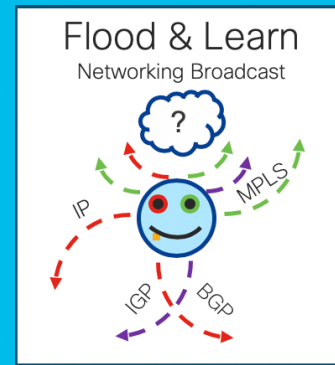 Flood & Learn
Networking Broadcast
?
IP
MPLS
IGP
BGP